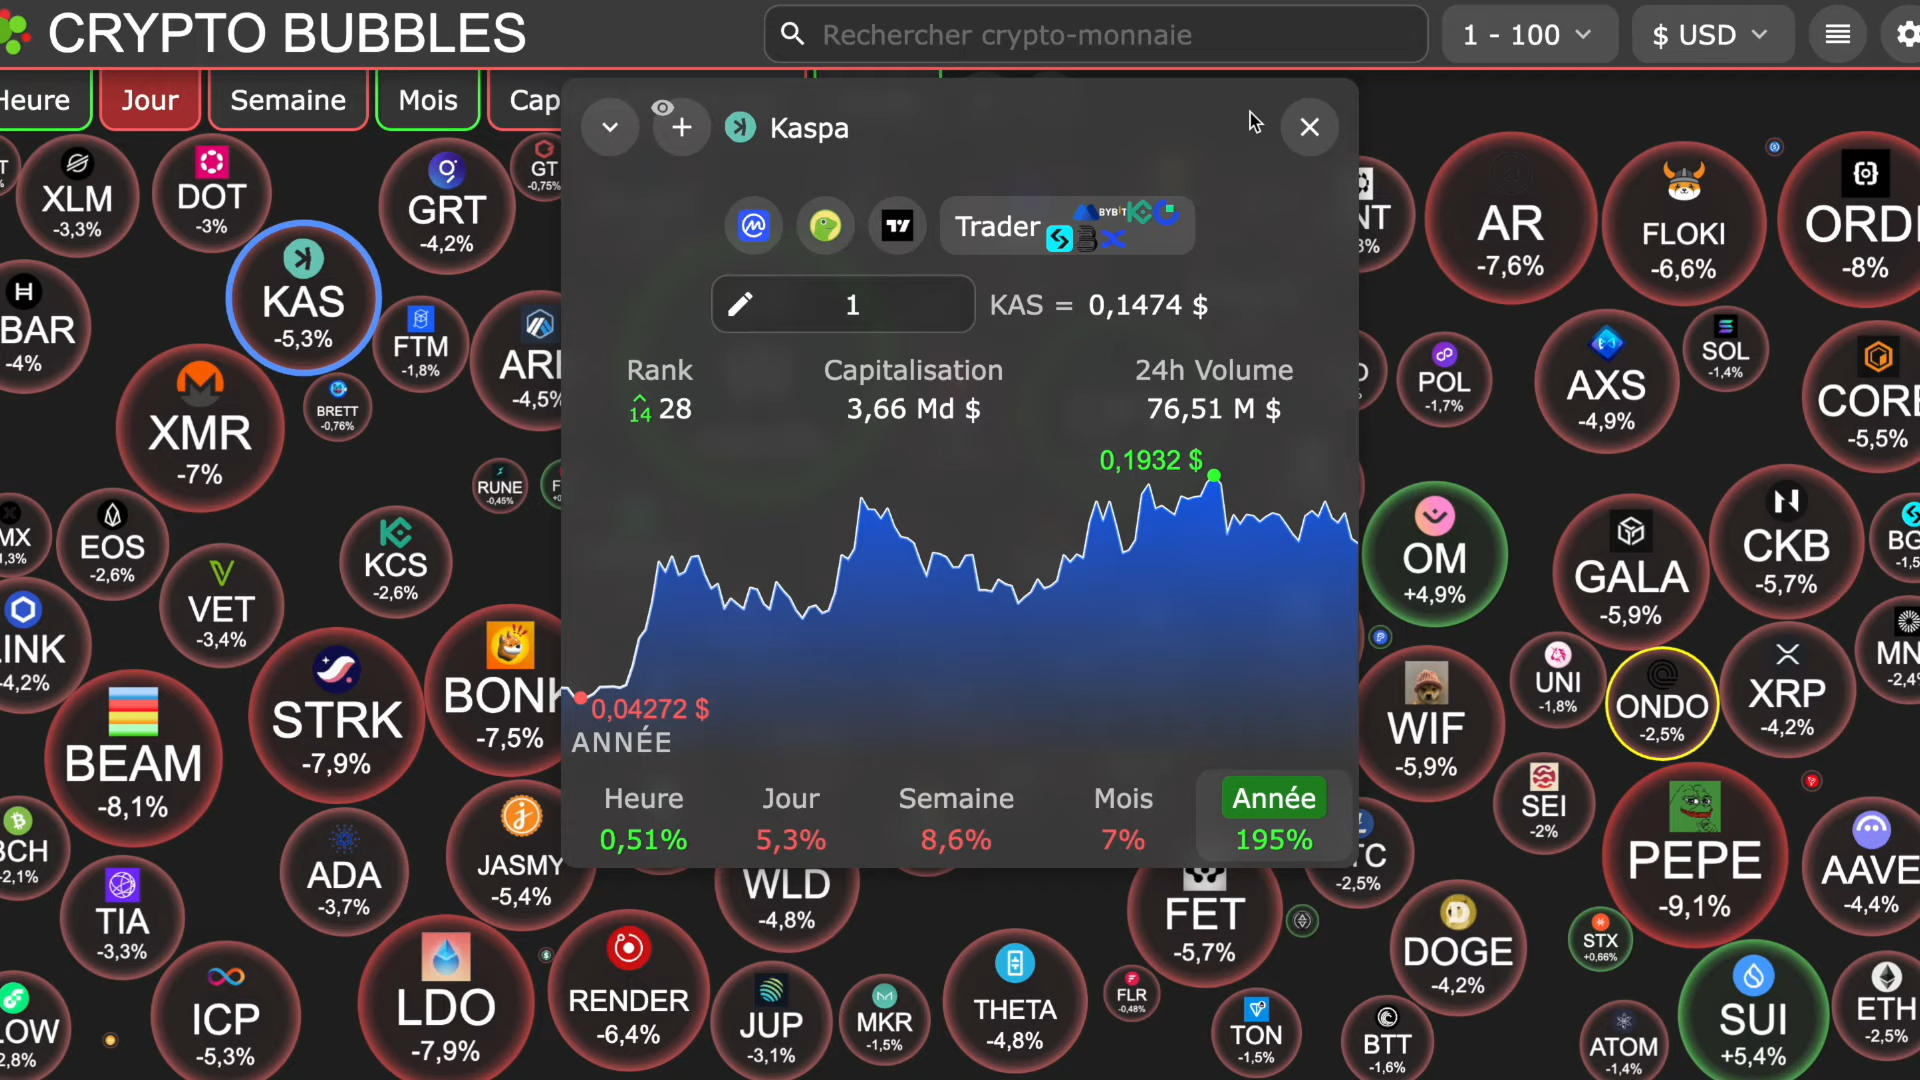 CRYPTO BUBBLES
Rechercher crypto-monnaie
1 - 100
$ USD
Heure
Jour
Semaine
Mois
Cap
Kaspa
Trader
BYBIT
1
KAS = 0,1474 $
Rank
Capitalisation
24h Volume
14 28
3,66 Md $
76,51 M $
0,1932 $
0,04272 $
ANNÉE
Heure
Jour
Semaine
Mois
Année
0,51%
5,3%
8,6%
7%
195%
XLM
-3,3%
DOT
-3%
GRT
-4,2%
GT
-0,75%
KAS
-5,3%
BAR
-4%
FTM
-1,8%
ARI
-4,5%
XMR
-7%
BRETT
-0,76%
RUNE
-0,45%
MX
1,3%
EOS
-2,6%
KCS
-2,6%
VET
-3,4%
INK
-4,2%
STRK
-7,9%
BONK
-7,5%
BEAM
-8,1%
BCH
-2,1%
ADA
-3,7%
JASMY
-5,4%
TIA
-3,3%
ICP
-5,3%
LDO
-7,9%
RENDER
-6,4%
LOW
2,8%
WLD
-4,8%
JUP
-3,1%
MKR
-1,5%
THETA
-4,8%
FLR
-0,48%
FET
-5,7%
TON
-1,5%
BTT
-1,6%
TC
-2,5%
DOGE
-4,2%
NT
3%
AR
-7,6%
FLOKI
-6,6%
ORDI
-8%
POL
-1,7%
AXS
-4,9%
SOL
-1,4%
CORE
-5,5%
OM
+4,9%
GALA
-5,9%
CKB
-5,7%
BG
-1,5
WIF
-5,9%
UNI
-1,8%
ONDO
-2,5%
XRP
-4,2%
MN
-2,4
SEI
-2%
PEPE
-9,1%
AAVE
-4,4%
STX
+0,66%
SUI
+5,4%
ETH
-2,5%
ATOM
-1,4%